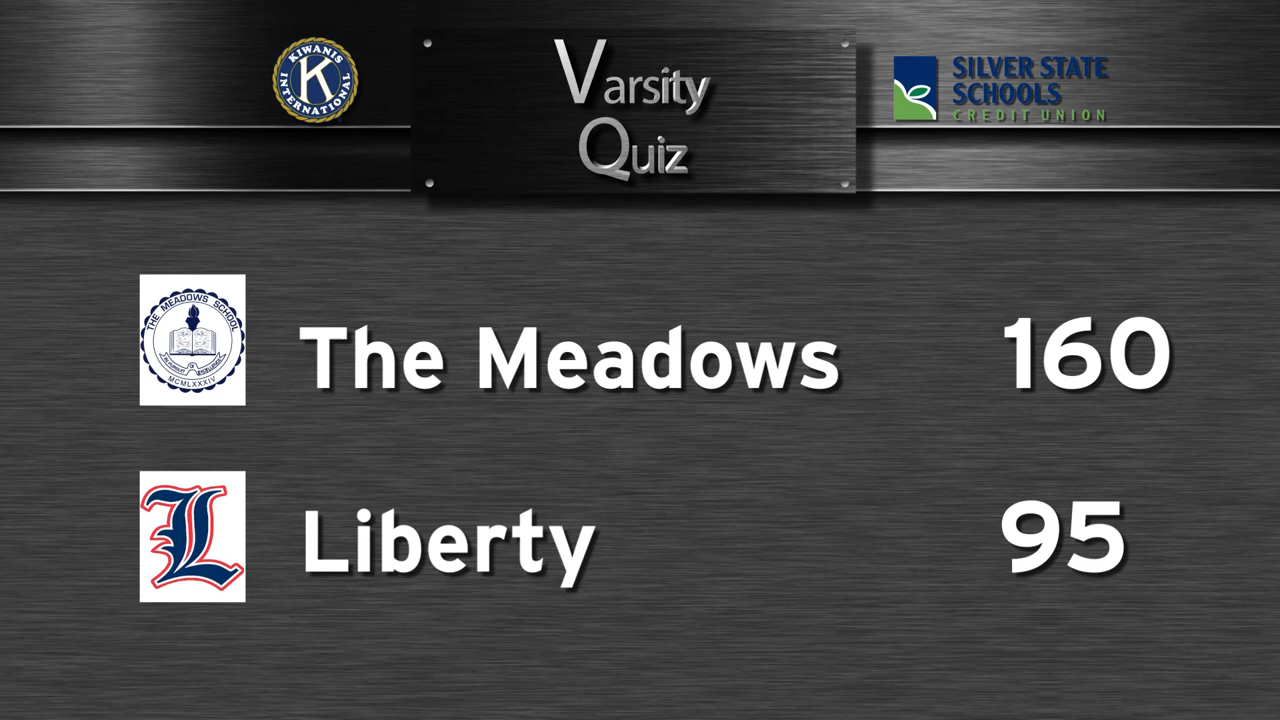 KIWANIS
INTERNATIONAL
K
Varsity
Quiz
SILVER STATE
SCHOOLS
CREDIT UNION
THE MEADOWS SCHOOL
MCMLXXXIV
The Meadows 160
L
Liberty 95